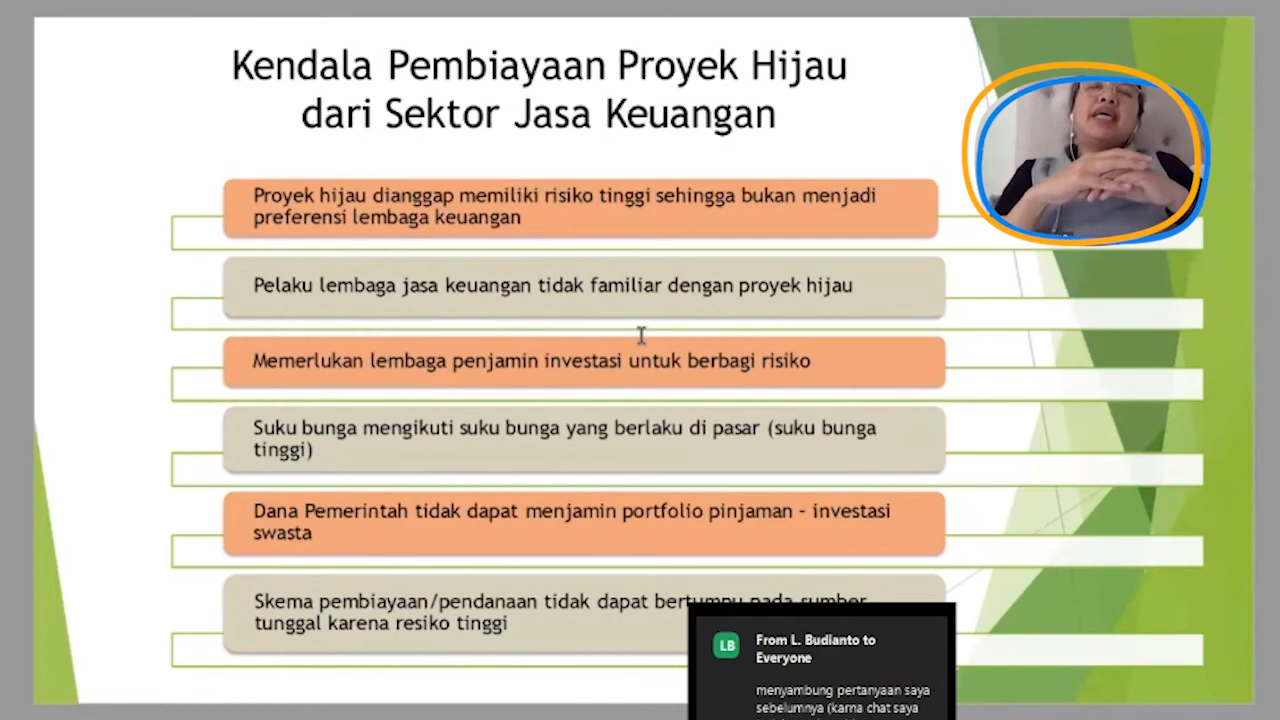 Kendala Pembiayaan Proyek Hijau
dari Sektor Jasa Keuangan
Proyek hijau dianggap memiliki risiko tinggi sehingga bukan menjadi
preferensi lembaga keuangan
Pelaku lembaga jasa keuangan tidak familiar dengan proyek hijau
Memerlukan lembaga penjamin investasi untuk berbagi risiko
Suku bunga mengikuti suku bunga yang berlaku di pasar (suku bunga
tinggi)
Dana Pemerintah tidak dapat menjamin portfolio pinjaman - investasi
swasta
Skema pembiayaan/pendanaan tidak dapat bertumpu pada sumber
tunggal karena resiko tinggi
LB
From L. Budianto to
Everyone
menyambung pertanyaan saya
sebelumnya (karna chat saya